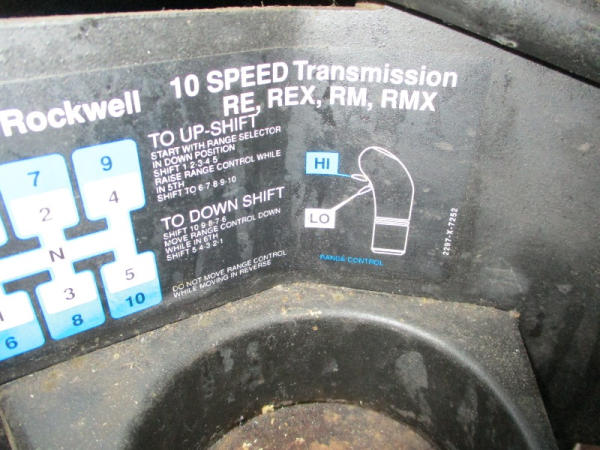 Rockwell 10 SPEED Transmission
RE, REX, RM, RMX
TO UP-SHIFT
START WITH RANGE SELECTOR
IN DOWN POSITION
SHIFT 1-2-3-4-5
RAISE RANGE CONTROL WHILE
IN 5TH
SHIFT TO 6-7-8-9-10
TO DOWN SHIFT
SHIFT 10-9-8-7-6
MOVE RANGE CONTROL DOWN
WHILE IN 6TH
SHIFT 5-4-3-2-1
DO NOT MOVE RANGE CONTROL
WHILE MOVING IN REVERSE
7 9
2 4
N
3 5
6 8 10
HI
LO
RANGE CONTROL
2297-X-7252